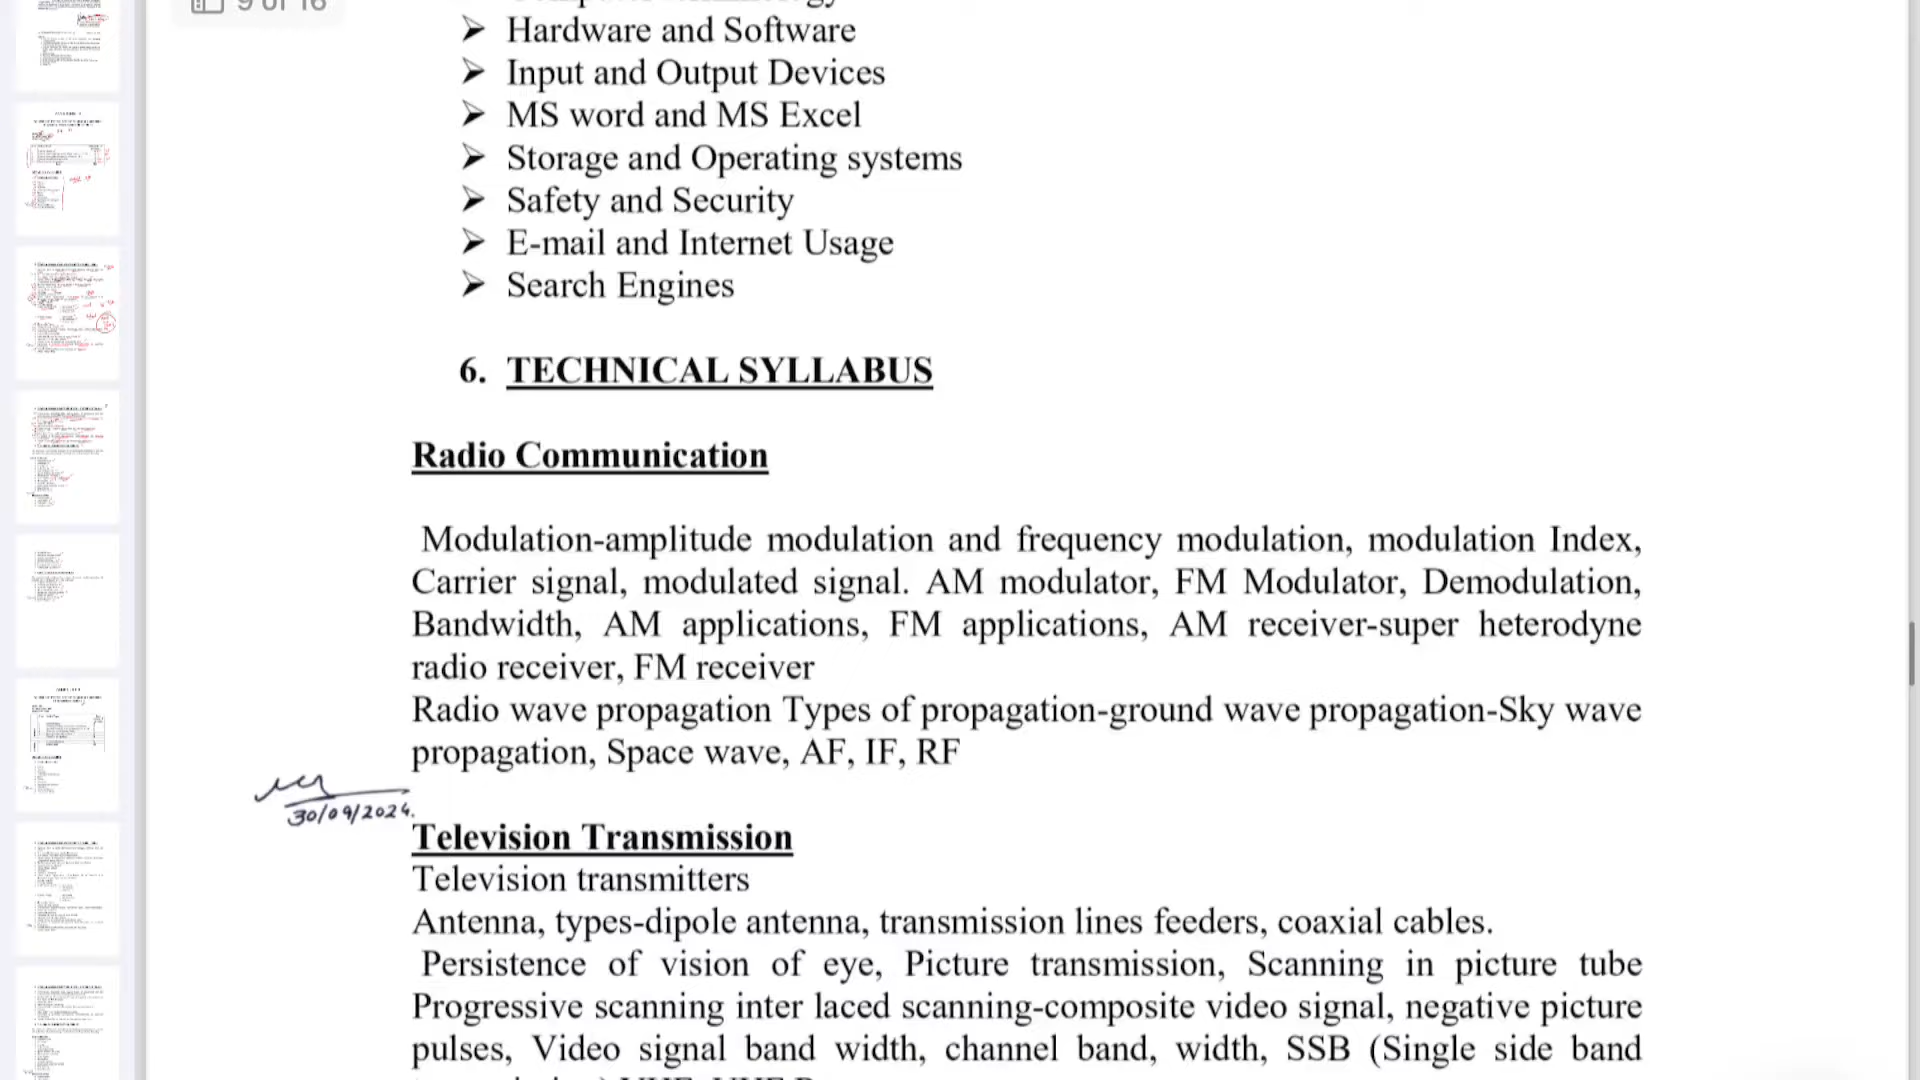 9 of 16
➢ Hardware and Software
➢ Input and Output Devices
➢ MS word and MS Excel
➢ Storage and Operating systems
➢ Safety and Security
➢ E-mail and Internet Usage
➢ Search Engines
6. TECHNICAL SYLLABUS
Radio Communication
Modulation-amplitude modulation and frequency modulation, modulation Index,
Carrier signal, modulated signal. AM modulator, FM Modulator, Demodulation,
Bandwidth, AM applications, FM applications, AM receiver-super heterodyne
radio receiver, FM receiver
Radio wave propagation Types of propagation-ground wave propagation-Sky wave
propagation, Space wave, AF, IF, RF
30/09/2024.
Television Transmission
Television transmitters
Antenna, types-dipole antenna, transmission lines feeders, coaxial cables.
Persistence of vision of eye, Picture transmission, Scanning in picture tube
Progressive scanning inter laced scanning-composite video signal, negative picture
pulses, Video signal band width, channel band, width, SSB (Single side band